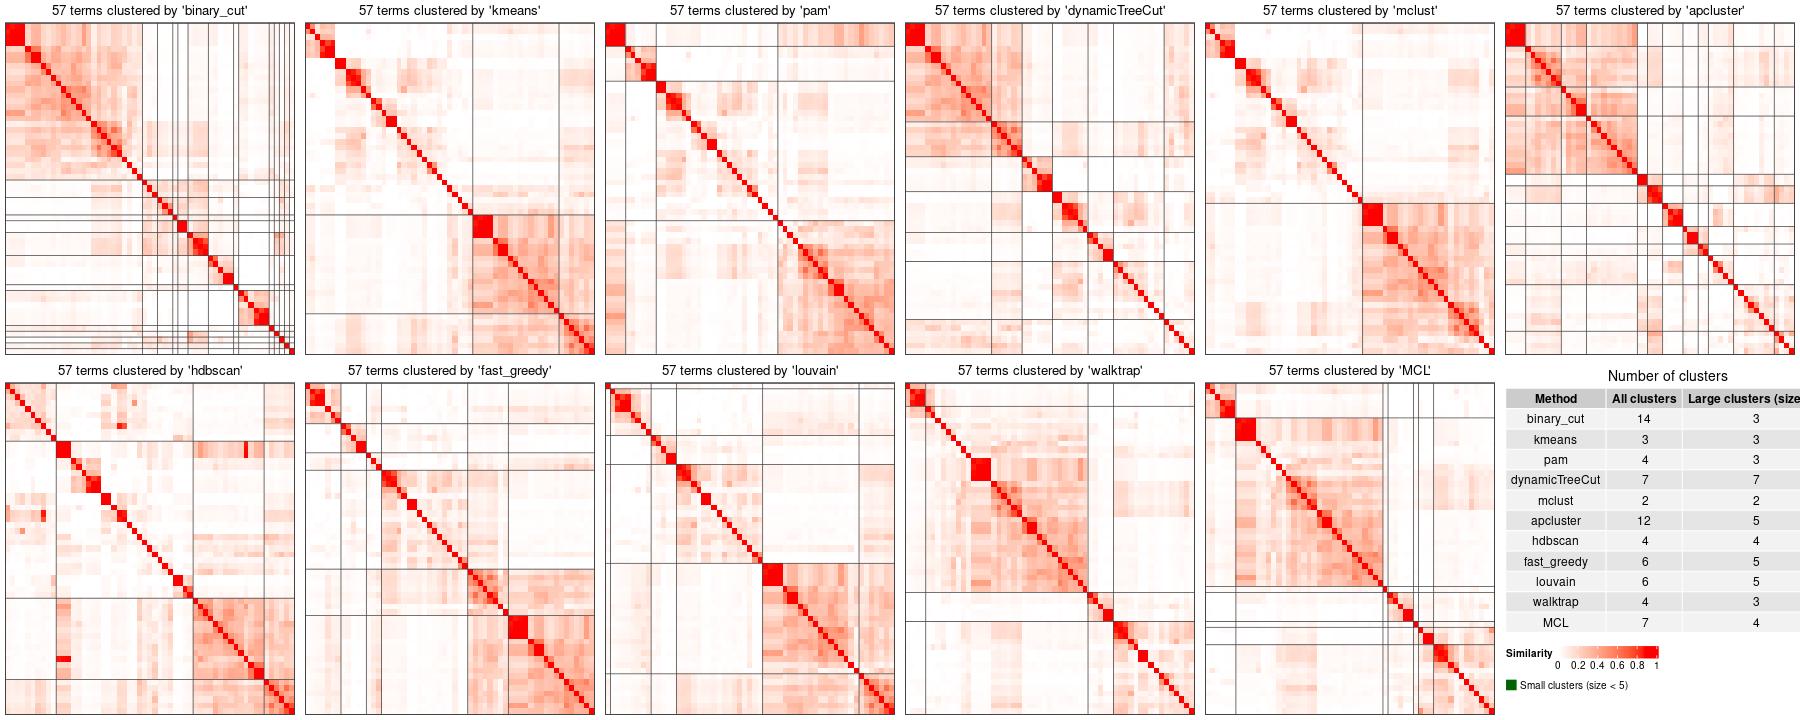 57 terms clustered by 'binary_cut'
57 terms clustered by 'kmeans'
57 terms clustered by 'pam'
57 terms clustered by 'dynamicTreeCut'
57 terms clustered by 'mclust'
57 terms clustered by 'apcluster'
57 terms clustered by 'hdbscan'
57 terms clustered by 'fast_greedy'
57 terms clustered by 'louvain'
57 terms clustered by 'walktrap'
57 terms clustered by 'MCL'
Number of clusters
Method All clusters Large clusters (size
binary_cut 14 3
kmeans 3 3
pam 4 3
dynamicTreeCut 7 7
mclust 2 2
apcluster 12 5
hdbscan 4 4
fast_greedy 6 5
louvain 6 5
walktrap 4 3
MCL 7 4
Similarity
0 0.2 0.4 0.6 0.8 1
Small clusters (size < 5)